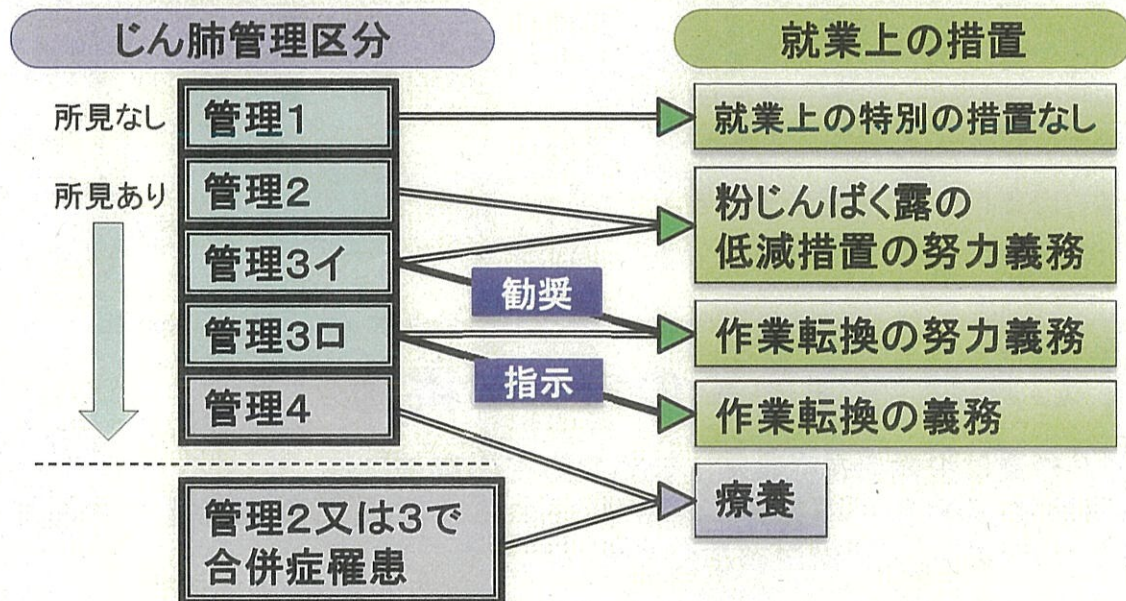 じん肺管理区分
就業上の措置
所見なし
管理1
就業上の特別の措置なし
所見あり
管理2
粉じんばく露の
低減措置の努力義務
管理3イ
勧奨
管理3ロ
作業転換の努力義務
指示
管理4
作業転換の義務
療養
管理2又は3で
合併症罹患